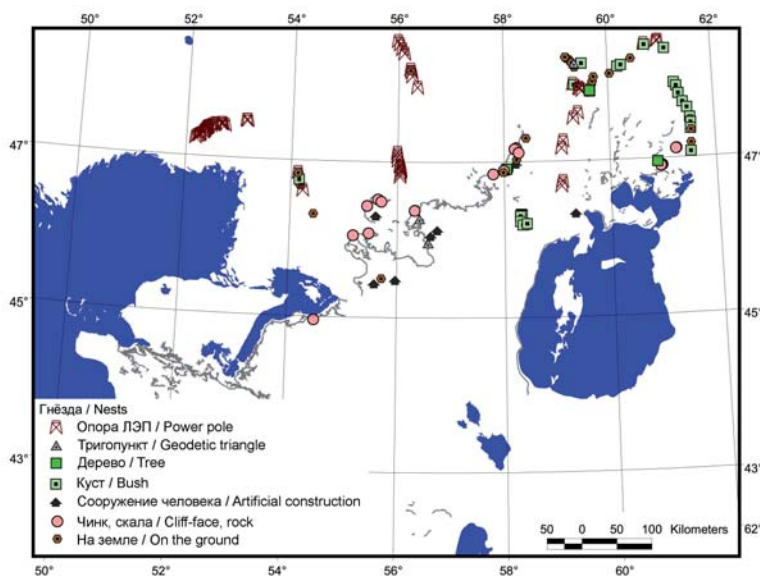 50° 52° 54° 56° 58° 60° 62°
47° 47°
45° 45°
43° 43°
Гнёзда / Nests
Опора ЛЭП / Power pole
Тригопункт / Geodetic triangle
Дерево / Tree
Куст / Bush
Сооружение человека / Artificial construction
Чинк, скала / Cliff-face, rock
На земле / On the ground
50 0 50 100 Kilometers
62°
50° 52° 54° 56° 58° 60°